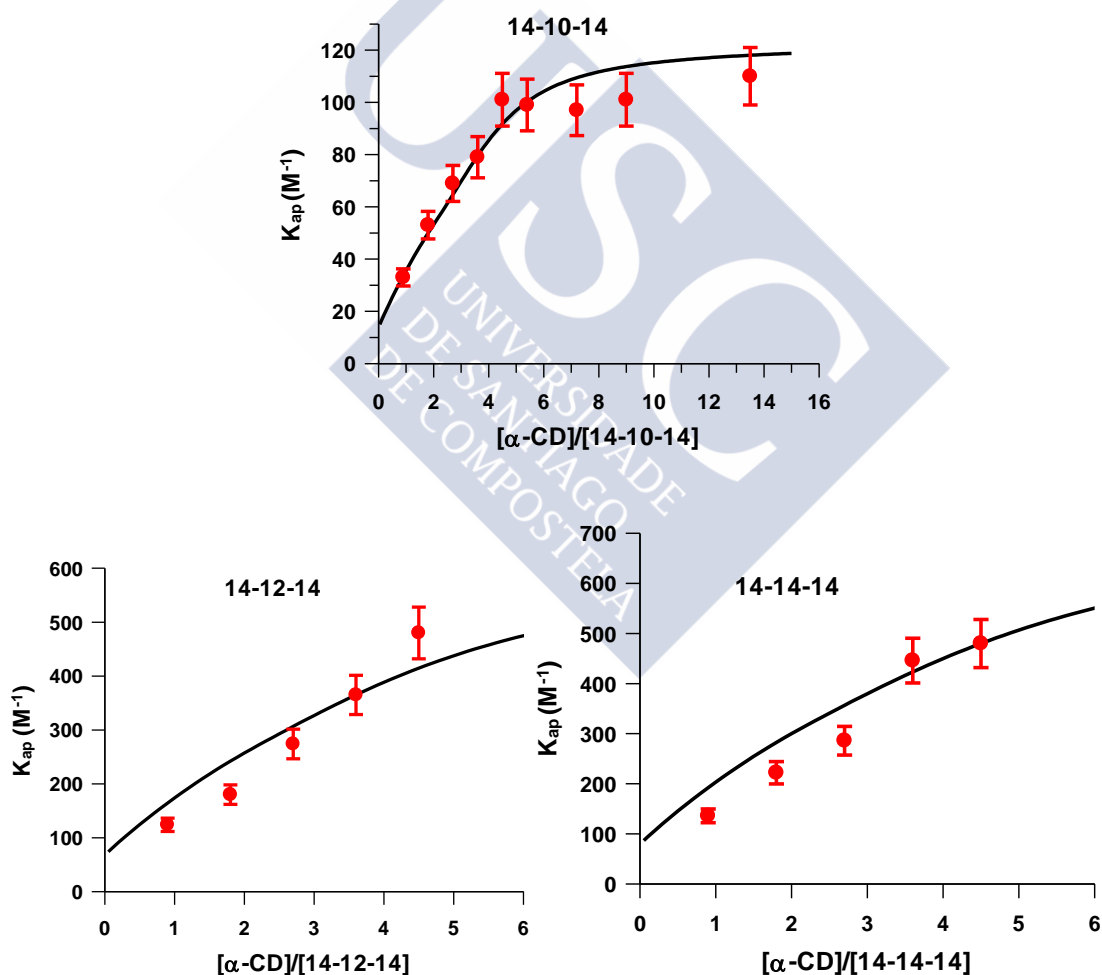 14-10-14
120
100
80
60
40
20
0
K_ap (M^-1)
0 2 4 6 8 10 12 14 16
[α-CD]/[14-10-14]
USC
UNIVERSIDADE
DE SANTIAGO
DE COMPOSTELA
14-12-14
600
500
400
300
200
100
0
K_ap (M^-1)
0 1 2 3 4 5 6
[α-CD]/[14-12-14]
14-14-14
700
600
500
400
300
200
100
0
K_ap (M^-1)
0 1 2 3 4 5 6
[α-CD]/[14-14-14]